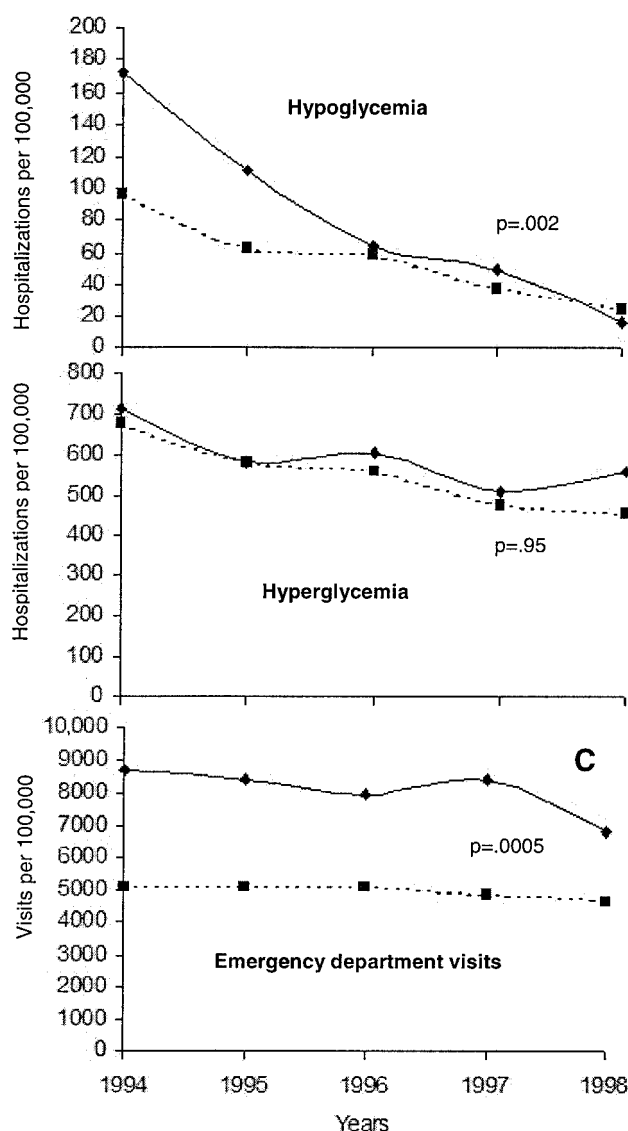 Hospitalizations per 100,000
200
180
160
140
120
100
80
60
40
20
0
Hypoglycemia
p=.002
Hospitalizations per 100,000
800
700
600
500
400
300
200
100
0
p=.95
Hyperglycemia
Visits per 100,000
10,000
9000
8000
7000
6000
5000
4000
3000
2000
1000
0
C
p=.0005
Emergency department visits
1994 1995 1996 1997 1998
Years